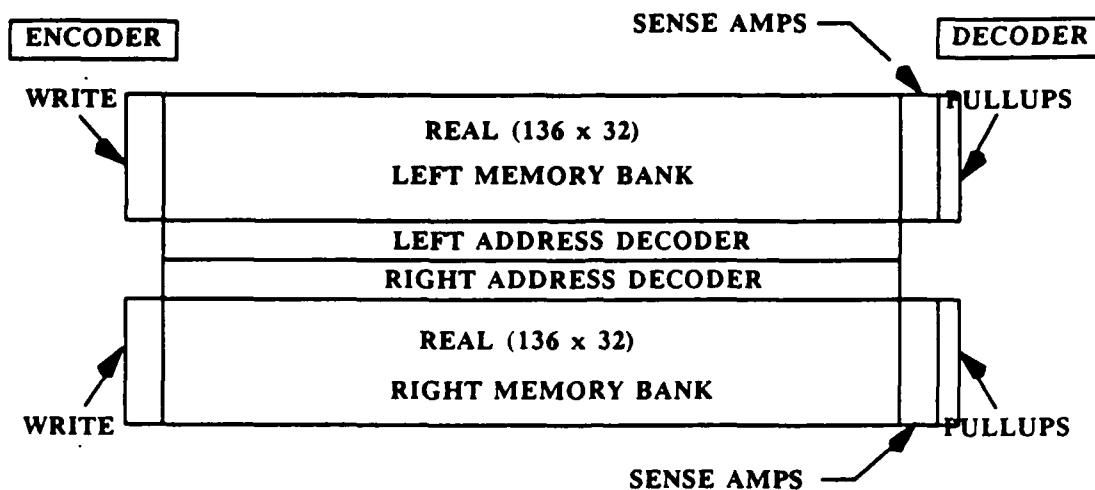 SENSE AMPS
ENCODER
DECODER
WRITE
PULLUPS
REAL (136 x 32)
LEFT MEMORY BANK
LEFT ADDRESS DECODER
RIGHT ADDRESS DECODER
REAL (136 x 32)
RIGHT MEMORY BANK
WRITE
PULLUPS
SENSE AMPS